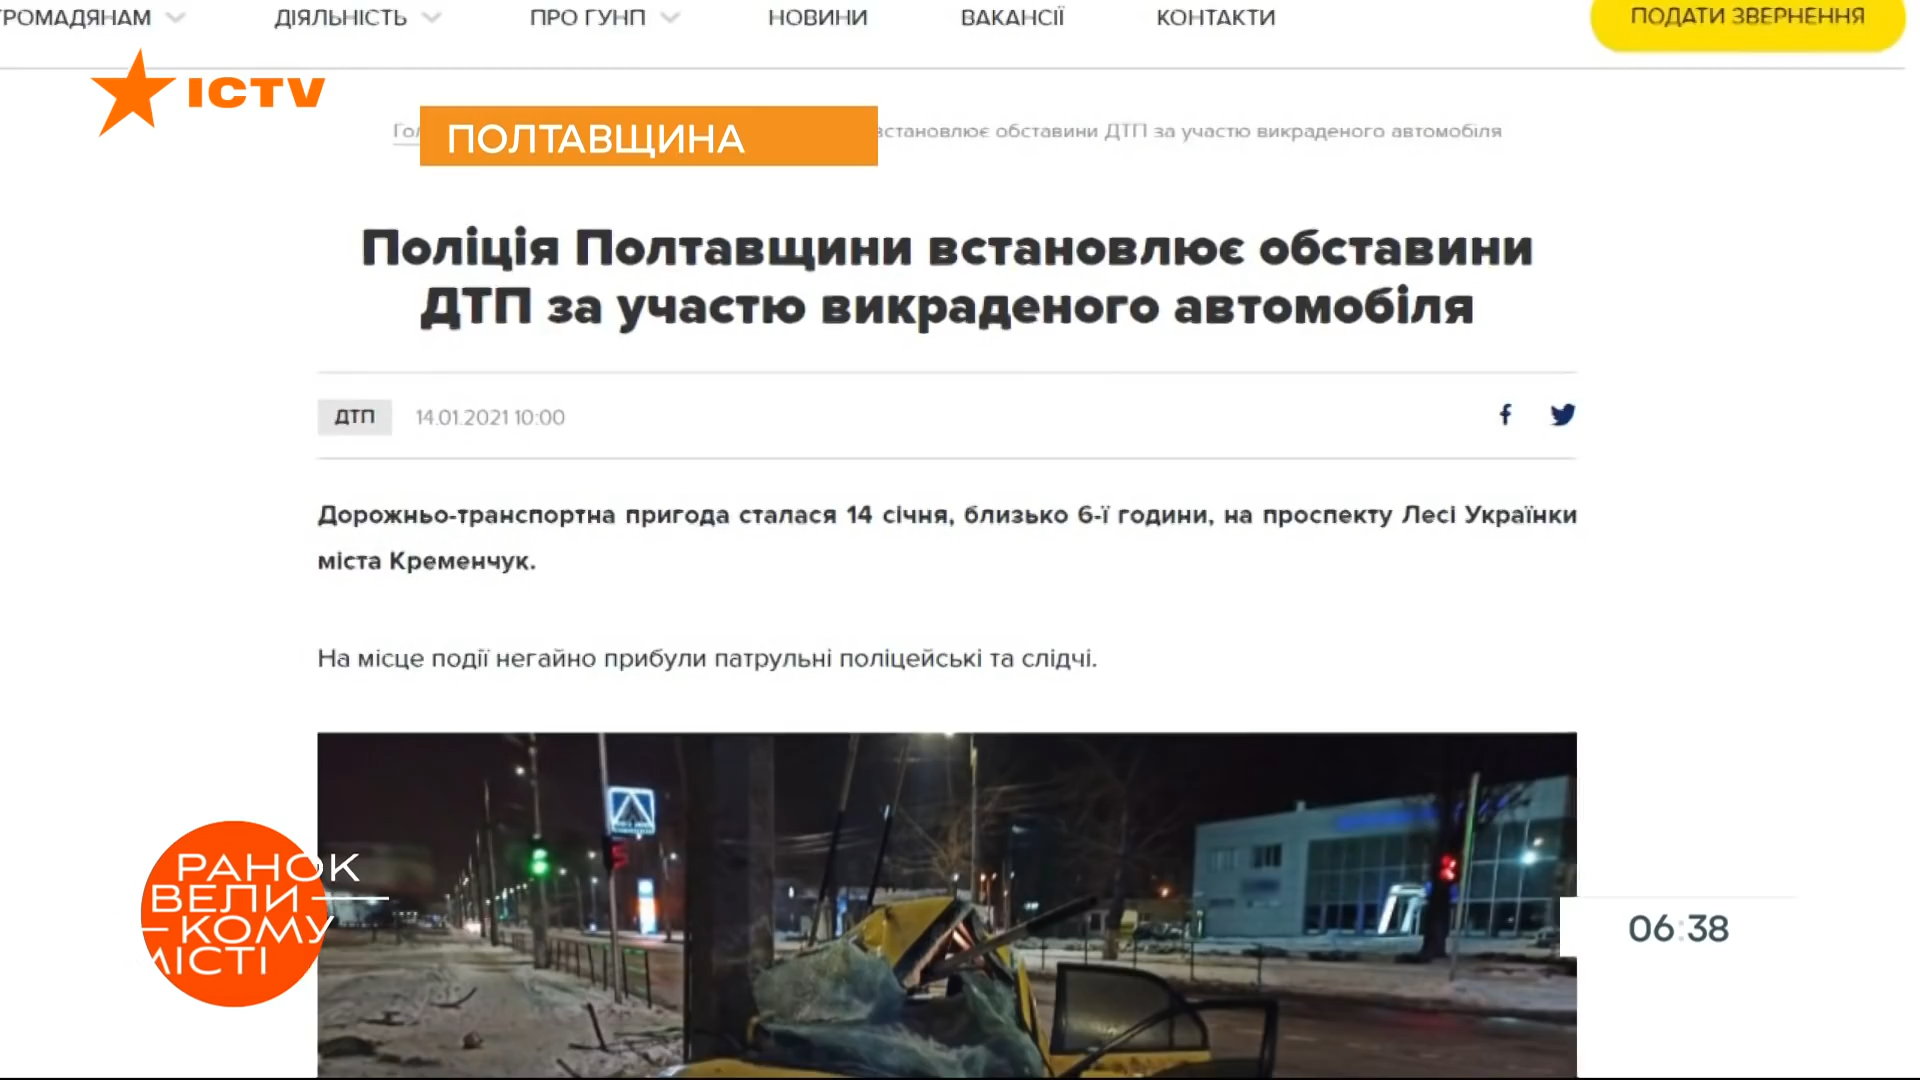 ГРОМАДЯНАМ
ДІЯЛЬНІСТЬ
ПРО ГУНП
НОВИНИ
ВАКАНСІЇ
КОНТАКТИ
ПОДАТИ ЗВЕРНЕННЯ
ICTV
ПОЛТАВЩИНА
встановлює обставини ДТП за участю викраденого автомобіля
Поліція Полтавщини встановлює обставини
ДТП за участю викраденого автомобіля
ДТП
14.01.2021 10:00
Дорожньо-транспортна пригода сталася 14 січня, близько 6-ї години, на проспекту Лесі Українки
міста Кременчук.
На місце події негайно прибули патрульні поліцейські та слідчі.
РАНОК
ВЕЛИ
КОМУ
МІСТІ
06:38